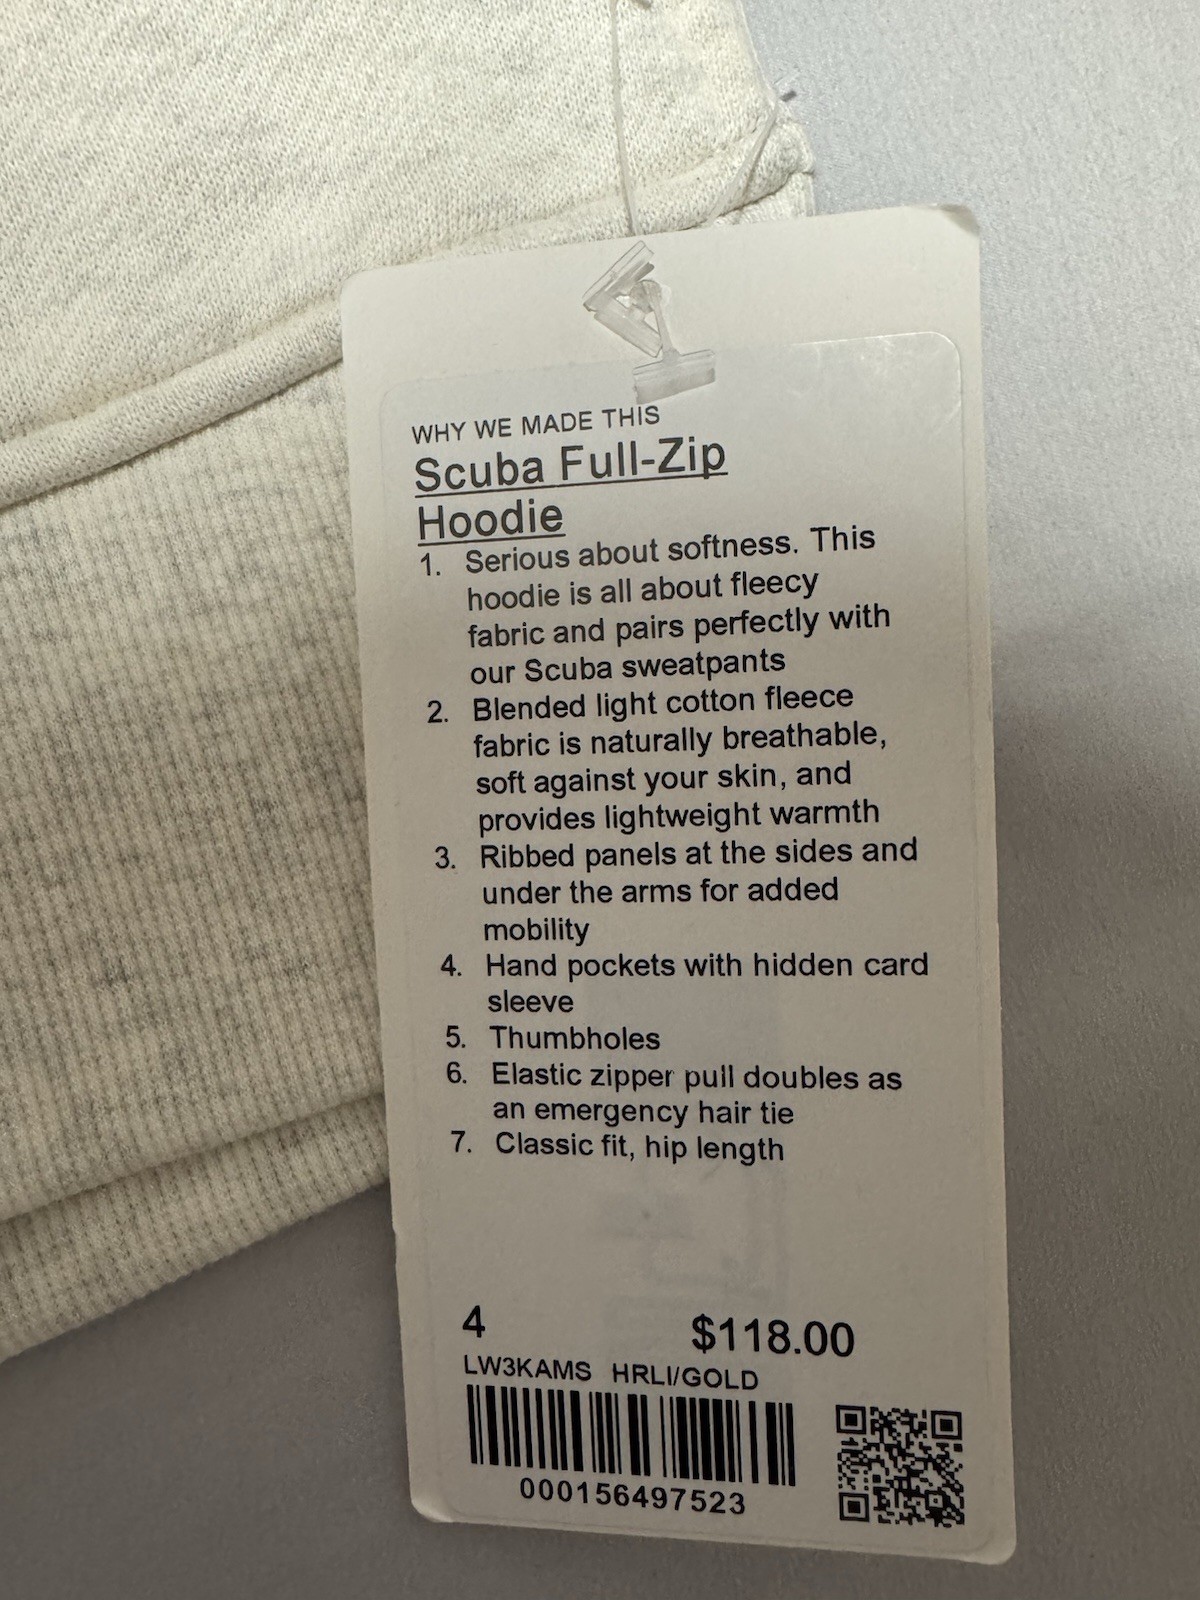 WHY WE MADE THIS
Scuba Full-Zip
Hoodie
1. Serious about softness. This
hoodie is all about fleecy
fabric and pairs perfectly with
our Scuba sweatpants
2. Blended light cotton fleece
fabric is naturally breathable,
soft against your skin, and
provides lightweight warmth
3. Ribbed panels at the sides and
under the arms for added
mobility
4. Hand pockets with hidden card
sleeve
5. Thumbholes
6. Elastic zipper pull doubles as
an emergency hair tie
7. Classic fit, hip length
4 $118.00
LW3KAMS HRLI/GOLD
000156497523